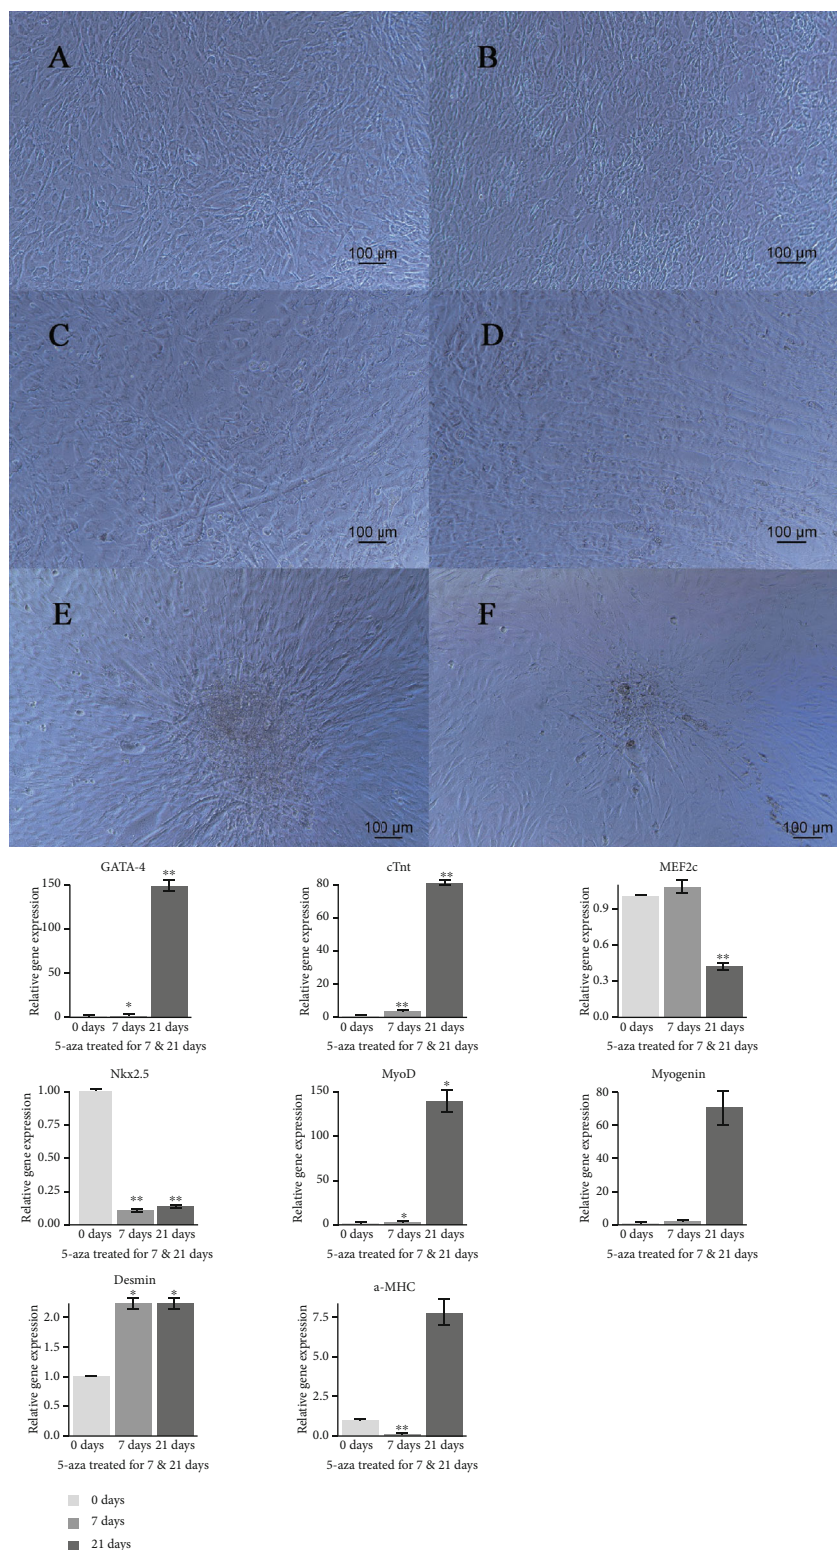 A
B
100 µm
100 µm
C
D
100 µm
100 µm
E
F
100 µm
100 µm
GATA-4
Relative gene expression
150
100
50
0
*
**
0 days 7 days 21 days
5-aza treated for 7 & 21 days
cTnt
Relative gene expression
80
60
40
20
0
**
**
0 days 7 days 21 days
5-aza treated for 7 & 21 days
MEF2c
Relative gene expression
0.9
0.6
0.3
0.0
**
0 days 7 days 21 days
5-aza treated for 7 & 21 days
Nkx2.5
Relative gene expression
1.00
0.75
0.50
0.25
0.00
**
**
0 days 7 days 21 days
5-aza treated for 7 & 21 days
MyoD
Relative gene expression
150
100
50
0
*
*
0 days 7 days 21 days
5-aza treated for 7 & 21 days
Myogenin
Relative gene expression
80
60
40
20
0
0 days 7 days 21 days
5-aza treated for 7 & 21 days
Desmin
Relative gene expression
2.0
1.5
1.0
0.5
0.0
*
*
0 days 7 days 21 days
5-aza treated for 7 & 21 days
a-MHC
Relative gene expression
7.5
5.0
2.5
0.0
**
0 days 7 days 21 days
5-aza treated for 7 & 21 days
0 days
7 days
21 days